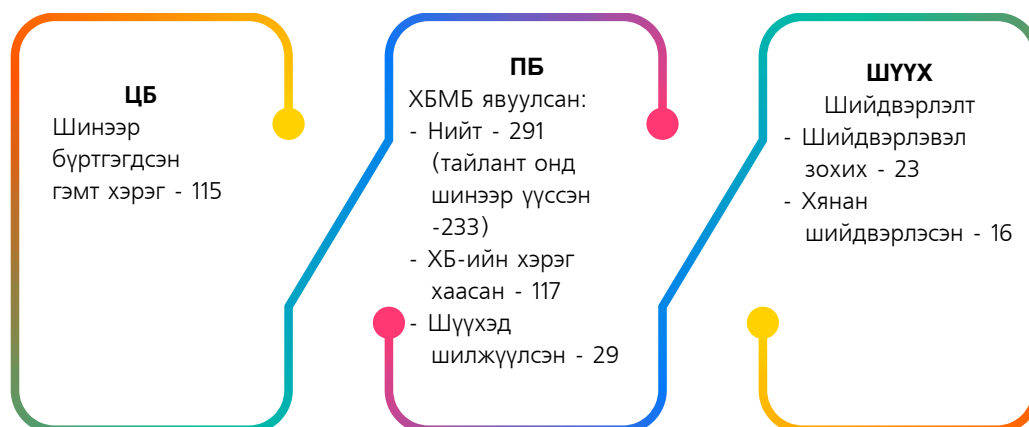 ЦБ
Шинээр
бүртгэгдсэн
гэмт хэрэг - 115
ПБ
ХБМБ явуулсан:
- Нийт - 291
(тайлант онд
шинээр үүссэн
-233)
- ХБ-ийн хэрэг
хаасан - 117
- Шүүхэд
шилжүүлсэн - 29
ШҮҮХ
Шийдвэрлэлт
- Шийдвэрлэвэл
зохих - 23
- Хянан
шийдвэрлэсэн - 16